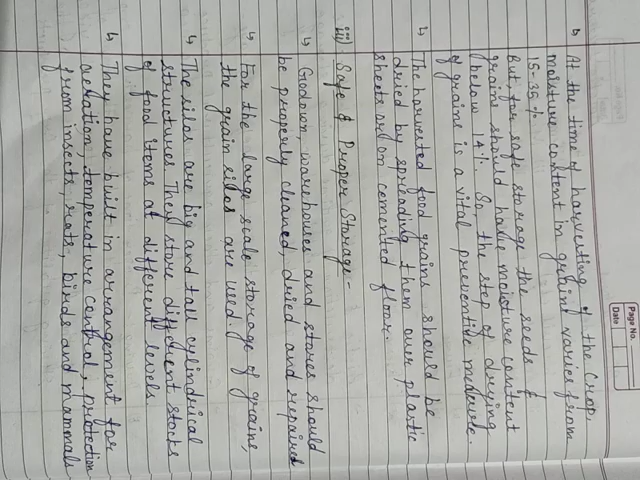 Page No.
Date
↳ At the time of harvesting of the crop,
moisture content in grains varies from
15-35%.
But, for safe storage the seeds &
grains should have moisture content
(below 14%. So, the step of drying
of grains is a vital preventive measure.
↳ The harvested food grains should be
dried by spreading them over plastic
sheets or on cemented floor.
iii) Safe & Proper Storage-
↳ Godown, warehouses and stores should
be properly cleaned, dried and repaired
↳ For the large scale storage of grains,
the grain silos are used.
↳ The silos are big and tall cylindrical
structures. They store different stocks
of food items at different levels.
↳ They have built in arrangement for
aeration, temperature control, protection
from insects, rats, birds and mammals